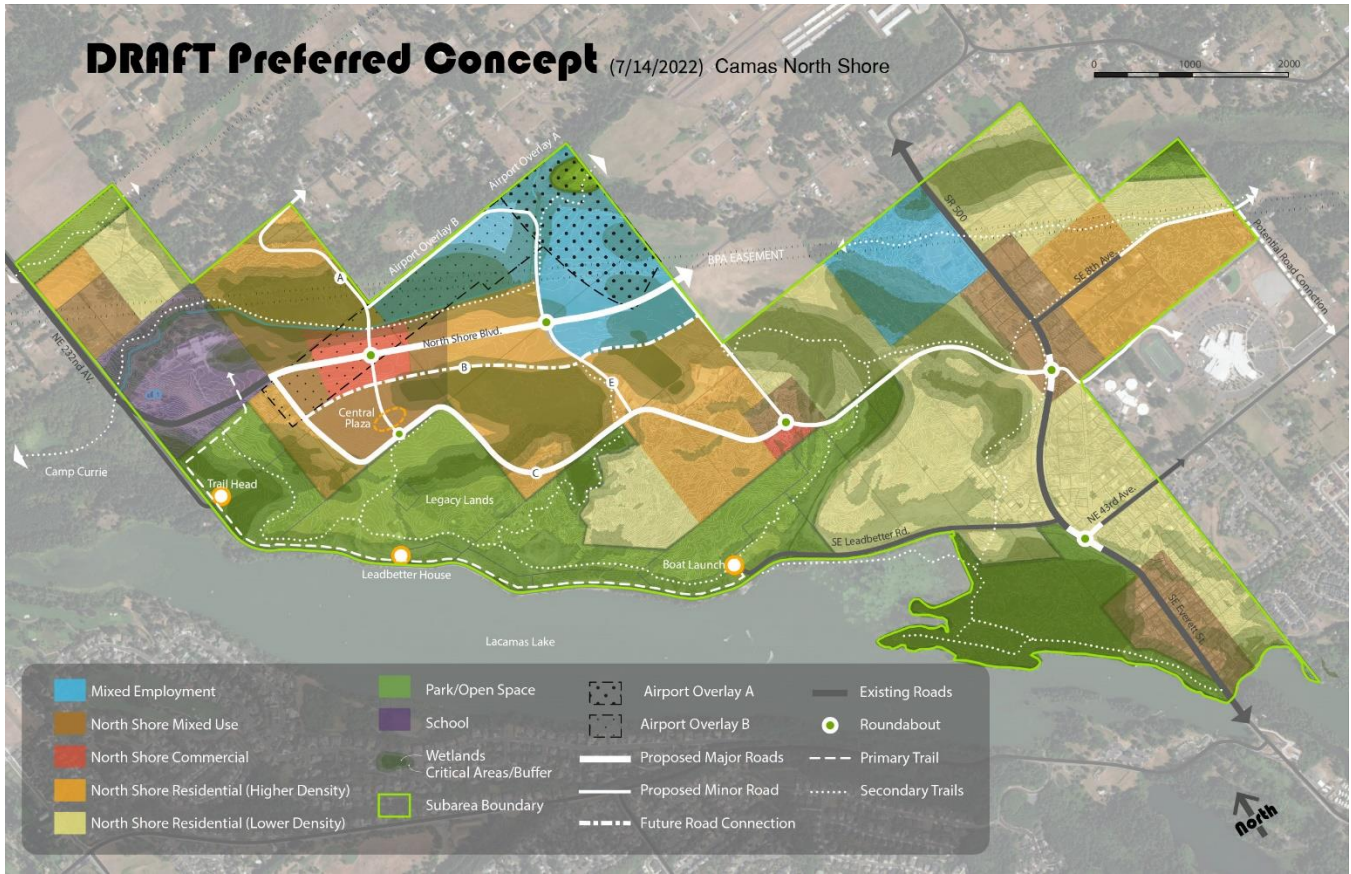 DRAFT Preferred Concept (7/14/2022) Camas North Shore
0 1000 2000
Airport Overlay A
Airport Overlay B
SR 500
BPA EASEMENT
SE 8th Ave.
Potential Road Connction
NE 232nd AV.
A
North Shore Blvd.
B
E
Central
Plaza
C
Camp Currie
Trail Head
Legacy Lands
Leadbetter House
Boat Launch
SE Leadbetter Rd.
NE 43rd Ave.
SE Everett St.
Lacamas Lake
Mixed Employment
North Shore Mixed Use
North Shore Commercial
North Shore Residential (Higher Density)
North Shore Residential (Lower Density)
Park/Open Space
School
Wetlands
Critical Areas/Buffer
Subarea Boundary
Airport Overlay A
Airport Overlay B
Proposed Major Roads
Proposed Minor Road
Future Road Connection
Existing Roads
Roundabout
Primary Trail
Secondary Trails
North